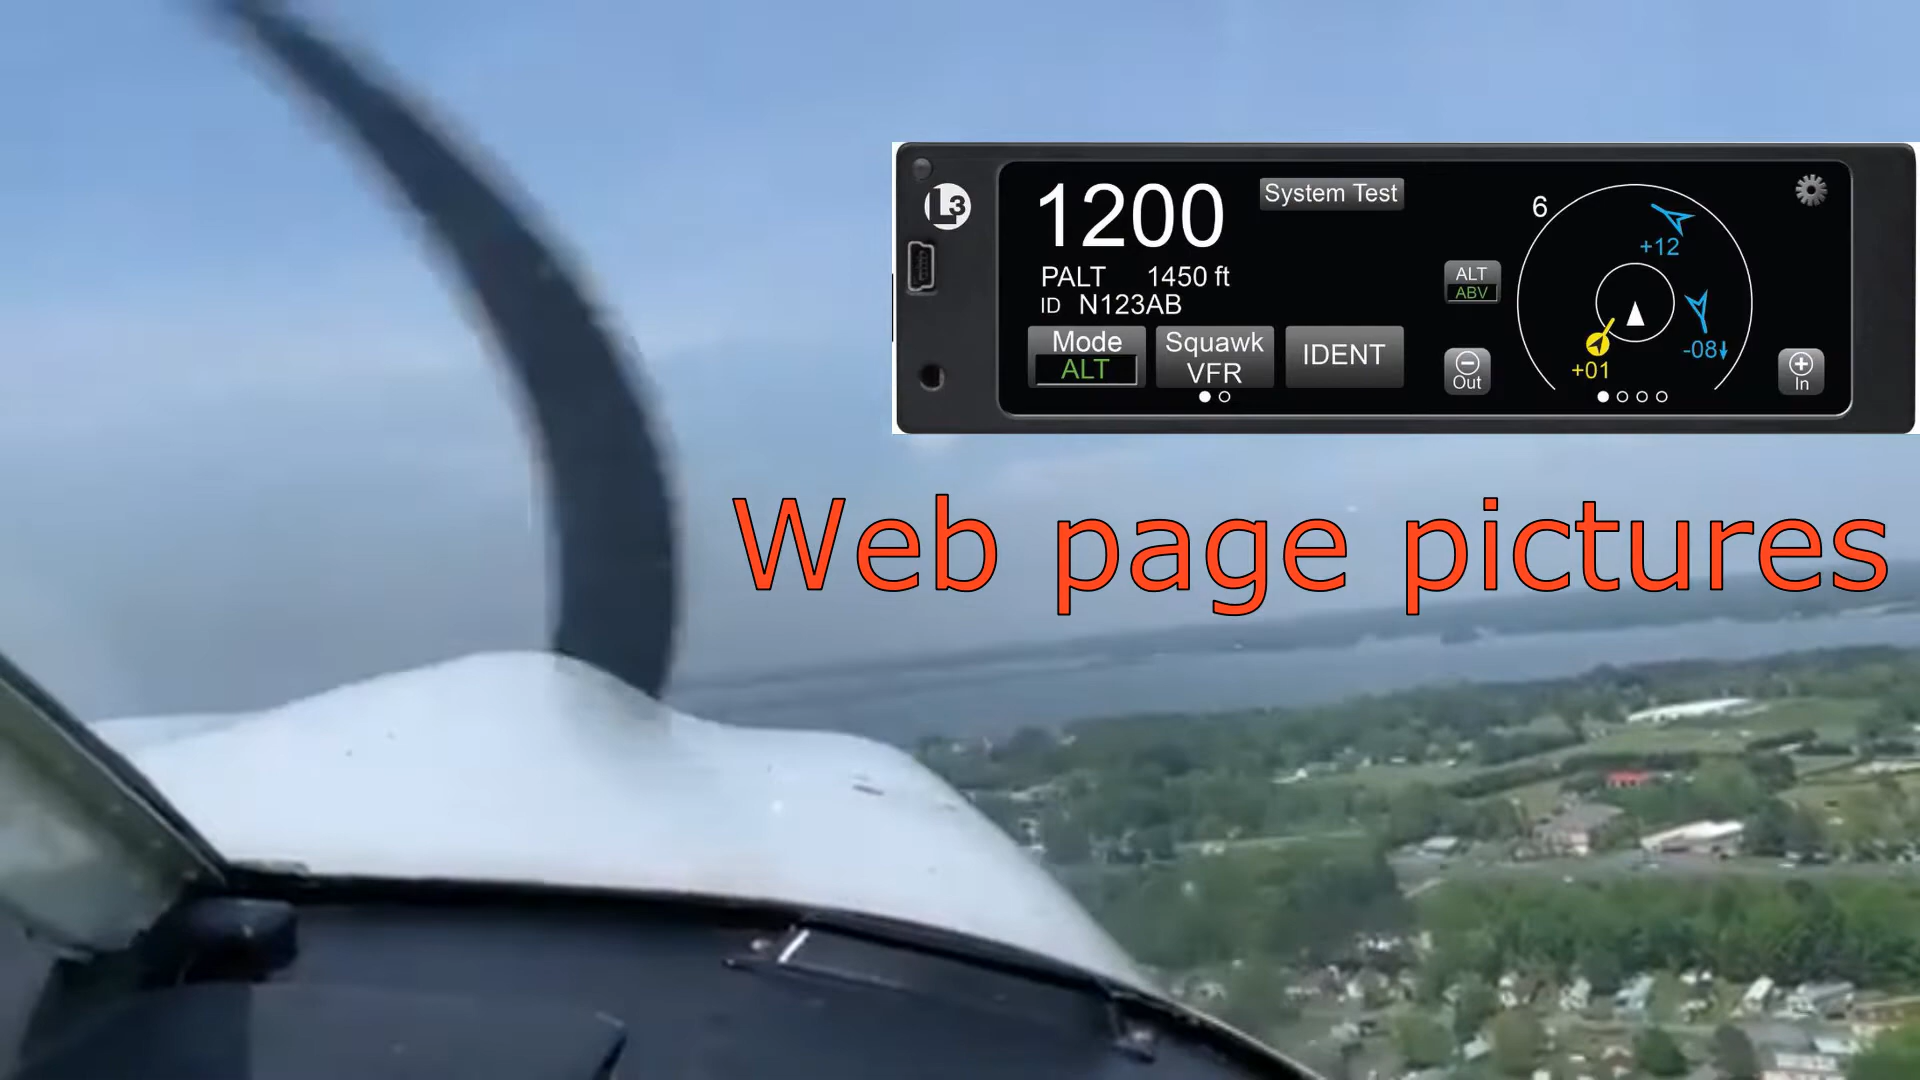 L3
1200
System Test
6
+12
PALT 1450 ft
ALT
ABV
ID N123AB
Mode
ALT
Squawk
VFR
IDENT
-08
+01
Out
In
Web page pictures